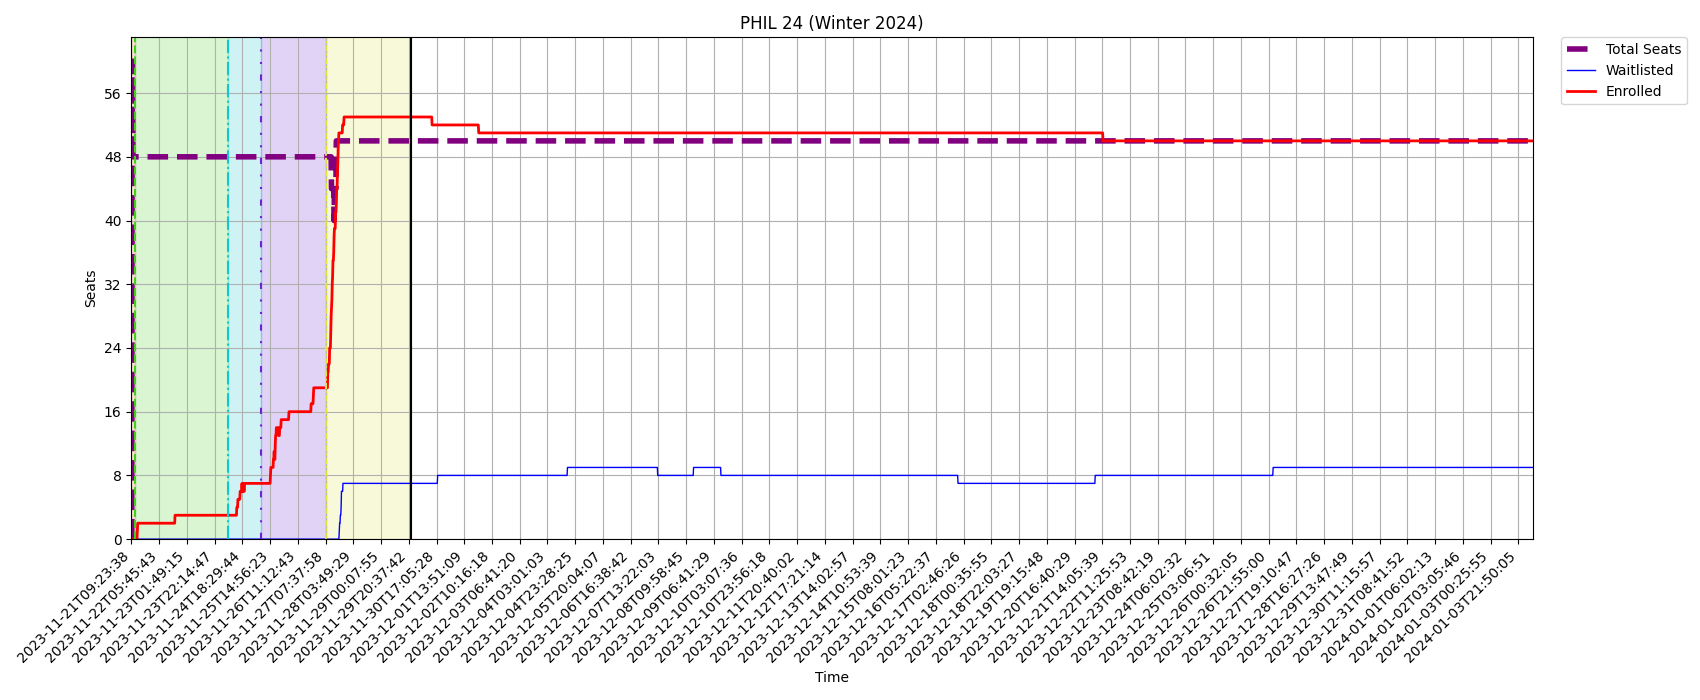 PHIL 24 (Winter 2024)
Total Seats
Waitlisted
Enrolled
Seats
56
48
40
32
24
16
8
0
2023-11-21T09:23:38
2023-11-22T05:45:43
2023-11-23T01:49:15
2023-11-23T22:14:47
2023-11-24T18:29:44
2023-11-25T14:56:23
2023-11-26T11:12:43
2023-11-27T07:37:58
2023-11-28T03:49:29
2023-11-29T00:07:55
2023-11-29T20:37:42
2023-11-30T17:05:28
2023-12-01T13:51:09
2023-12-02T10:16:18
2023-12-03T06:41:20
2023-12-04T03:01:03
2023-12-04T23:28:25
2023-12-05T20:04:07
2023-12-06T16:38:42
2023-12-07T13:22:03
2023-12-08T09:58:45
2023-12-09T06:41:29
2023-12-10T03:07:36
2023-12-10T23:56:18
2023-12-11T20:40:02
2023-12-12T17:21:14
2023-12-13T14:02:57
2023-12-14T10:53:39
2023-12-15T08:01:23
2023-12-16T05:22:37
2023-12-17T02:46:26
2023-12-18T00:35:55
2023-12-18T22:03:27
2023-12-19T19:15:48
2023-12-20T16:40:29
2023-12-21T14:05:39
2023-12-22T11:25:53
2023-12-23T08:42:19
2023-12-24T06:02:32
2023-12-25T03:06:51
2023-12-26T00:32:05
2023-12-26T21:55:00
2023-12-27T19:10:47
2023-12-28T16:27:26
2023-12-29T13:47:49
2023-12-30T11:15:57
2023-12-31T08:41:52
2024-01-01T06:02:13
2024-01-02T03:05:46
2024-01-03T00:25:55
2024-01-03T21:50:05
Time